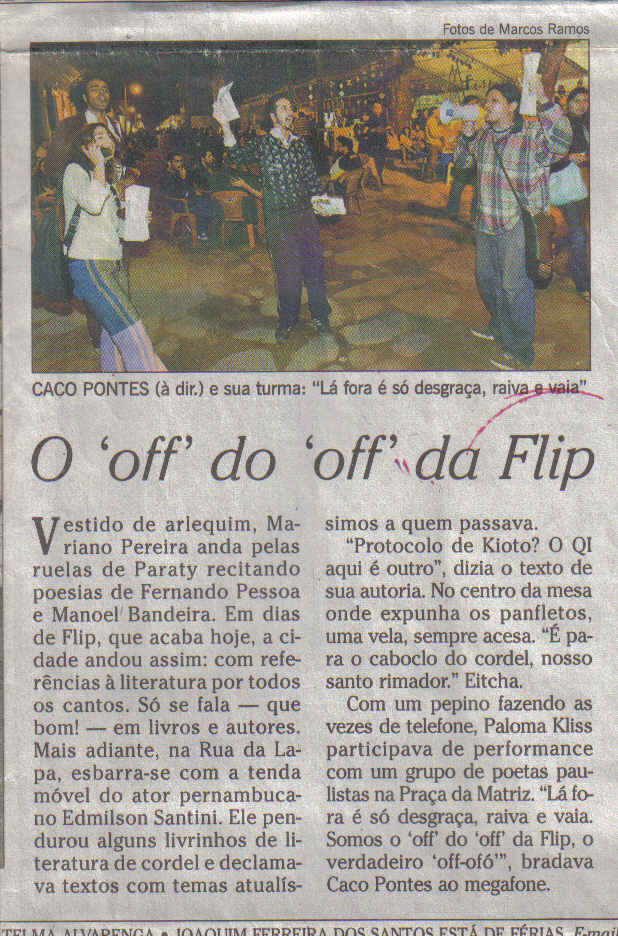 Fotos de Marcos Ramos
CACO PONTES (à dir.) e sua turma: “Lá fora é só desgraça, raiva e vaia”
O ‘off’ do ‘off’ da Flip
Vestido de arlequim, Ma-
riano Pereira anda pelas
ruelas de Paraty recitando
poesias de Fernando Pessoa
e Manoel Bandeira. Em dias
de Flip, que acaba hoje, a ci-
dade andou assim: com refe-
rências à literatura por todos
os cantos. Só se fala — que
bom! — em livros e autores.
Mais adiante, na Rua da La-
pa, esbarra-se com a tenda
móvel do ator pernambuca-
no Edmilson Santini. Ele pen-
durou alguns livrinhos de li-
teratura de cordel e declama-
va textos com temas atualís-
simos a quem passava.
“Protocolo de Kioto? O QI
aqui é outro”, dizia o texto de
sua autoria. No centro da mesa
onde expunha os panfletos,
uma vela, sempre acesa. “É pa-
ra o caboclo do cordel, nosso
santo rimador.” Eitcha.
Com um pepino fazendo as
vezes de telefone, Paloma Kliss
participava de performance
com um grupo de poetas pau-
listas na Praça da Matriz. “Lá fo-
ra é só desgraça, raiva e vaia.
Somos o ‘off’ do ‘off’ da Flip, o
verdadeiro ‘off-ofó’”, bradava
Caco Pontes ao megafone.
TELMA ALVARENGA • JOAQUIM FERREIRA DOS SANTOS ESTÁ DE FÉRIAS. E-mail